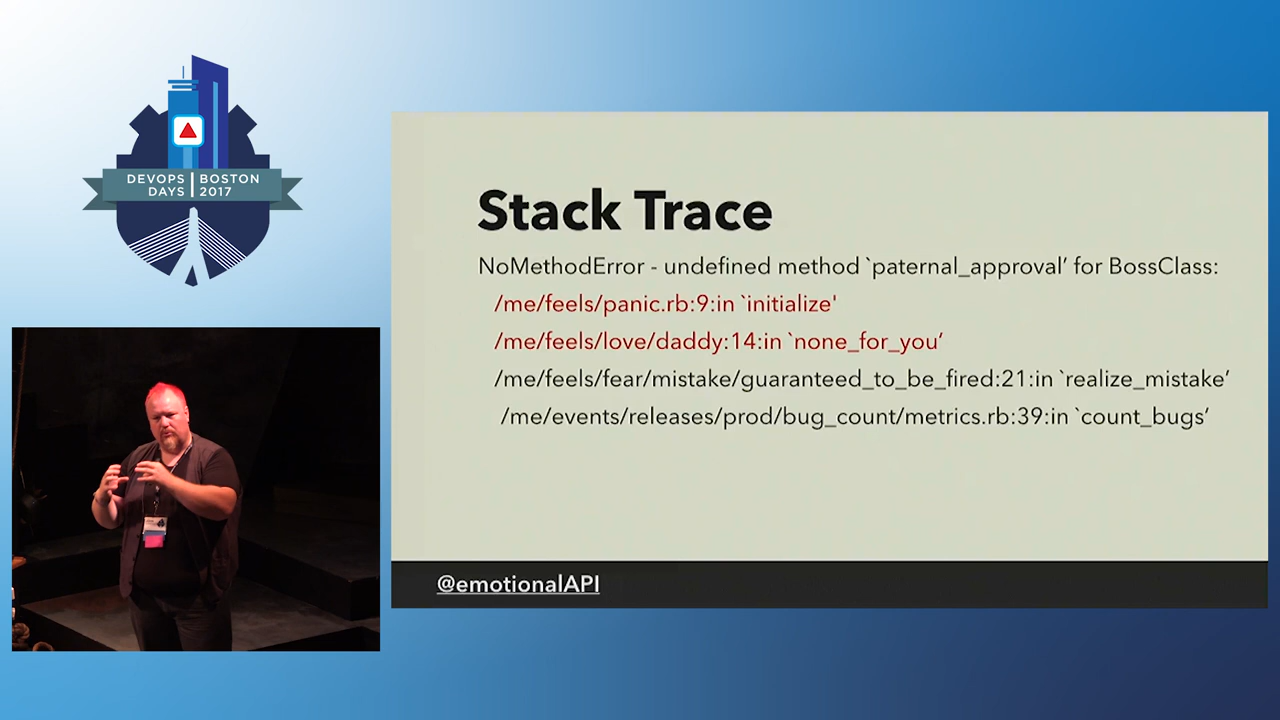 DEVOPS | BOSTON
DAYS | 2017
Stack Trace
NoMethodError - undefined method `paternal_approval’ for BossClass:
/me/feels/panic.rb:9:in `initialize'
/me/feels/love/daddy:14:in `none_for_you’
/me/feels/fear/mistake/guaranteed_to_be_fired:21:in `realize_mistake’
/me/events/releases/prod/bug_count/metrics.rb:39:in `count_bugs’
@emotionalAPI